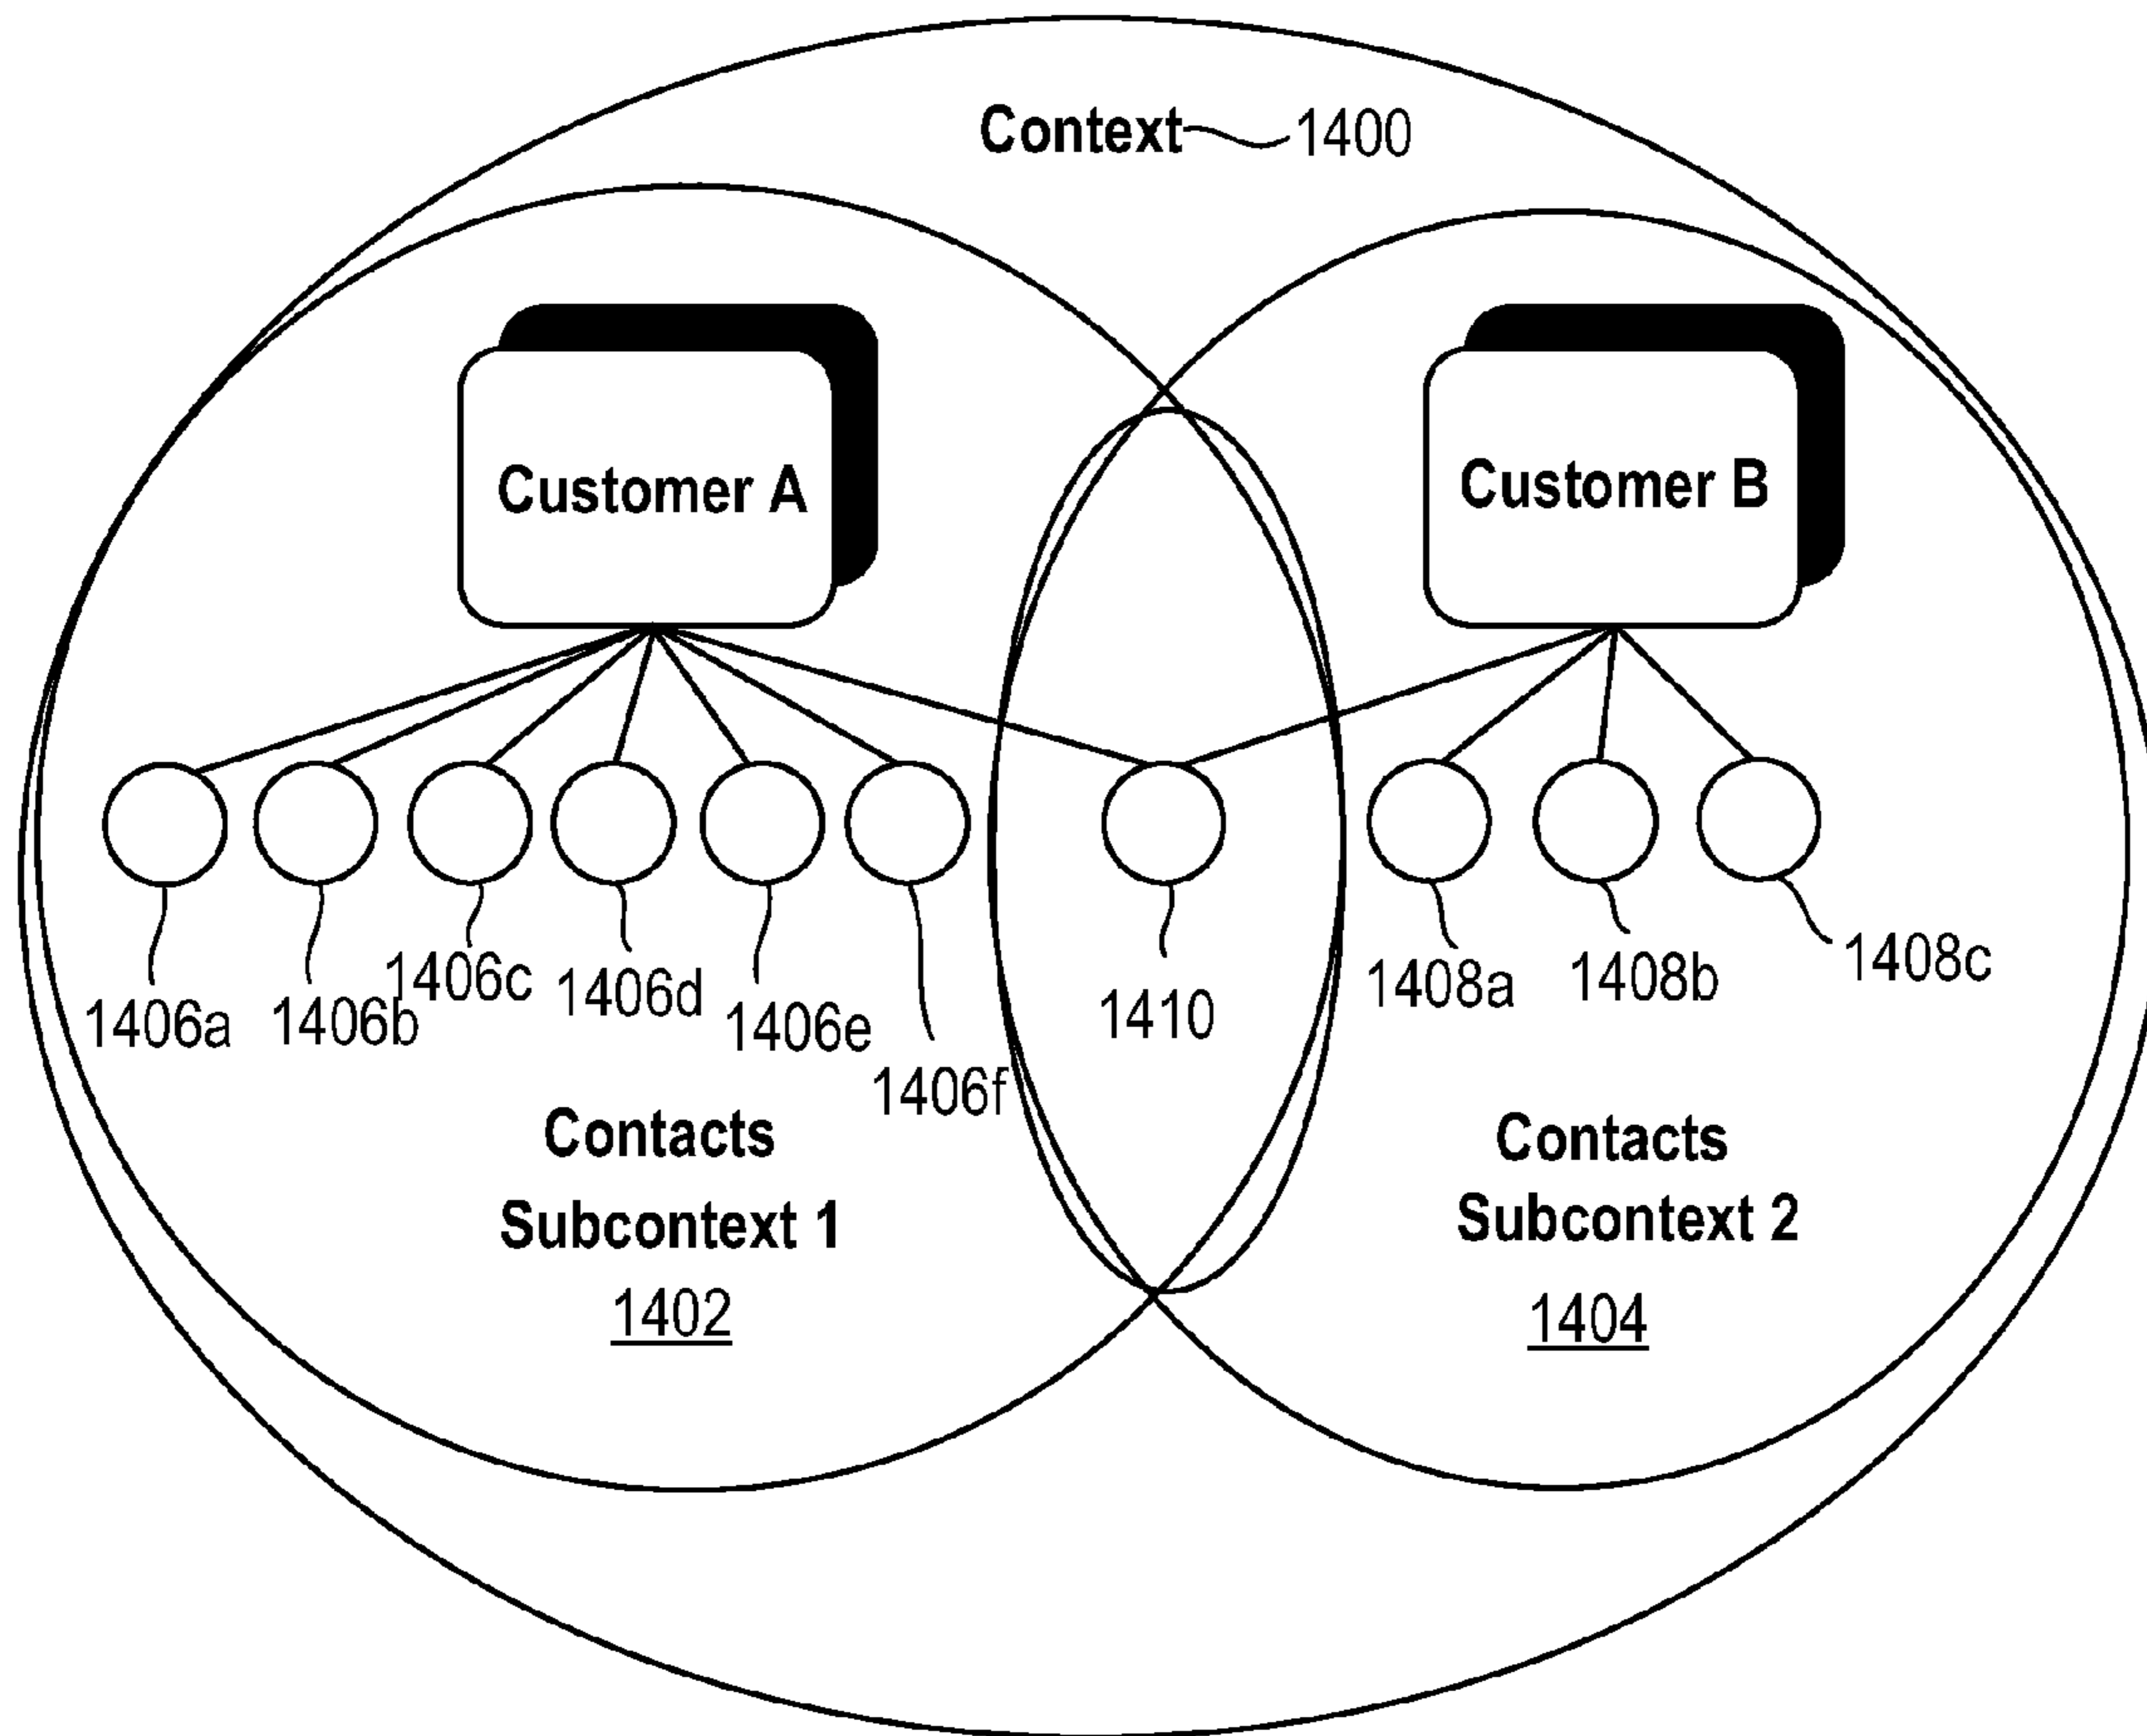 Context 1400
Customer A
Customer B
1406a
1406b
1406c
1406d
1406e
1406f
1410
1408a
1408b
1408c
Contacts
Subcontext 1
1402
Contacts
Subcontext 2
1404